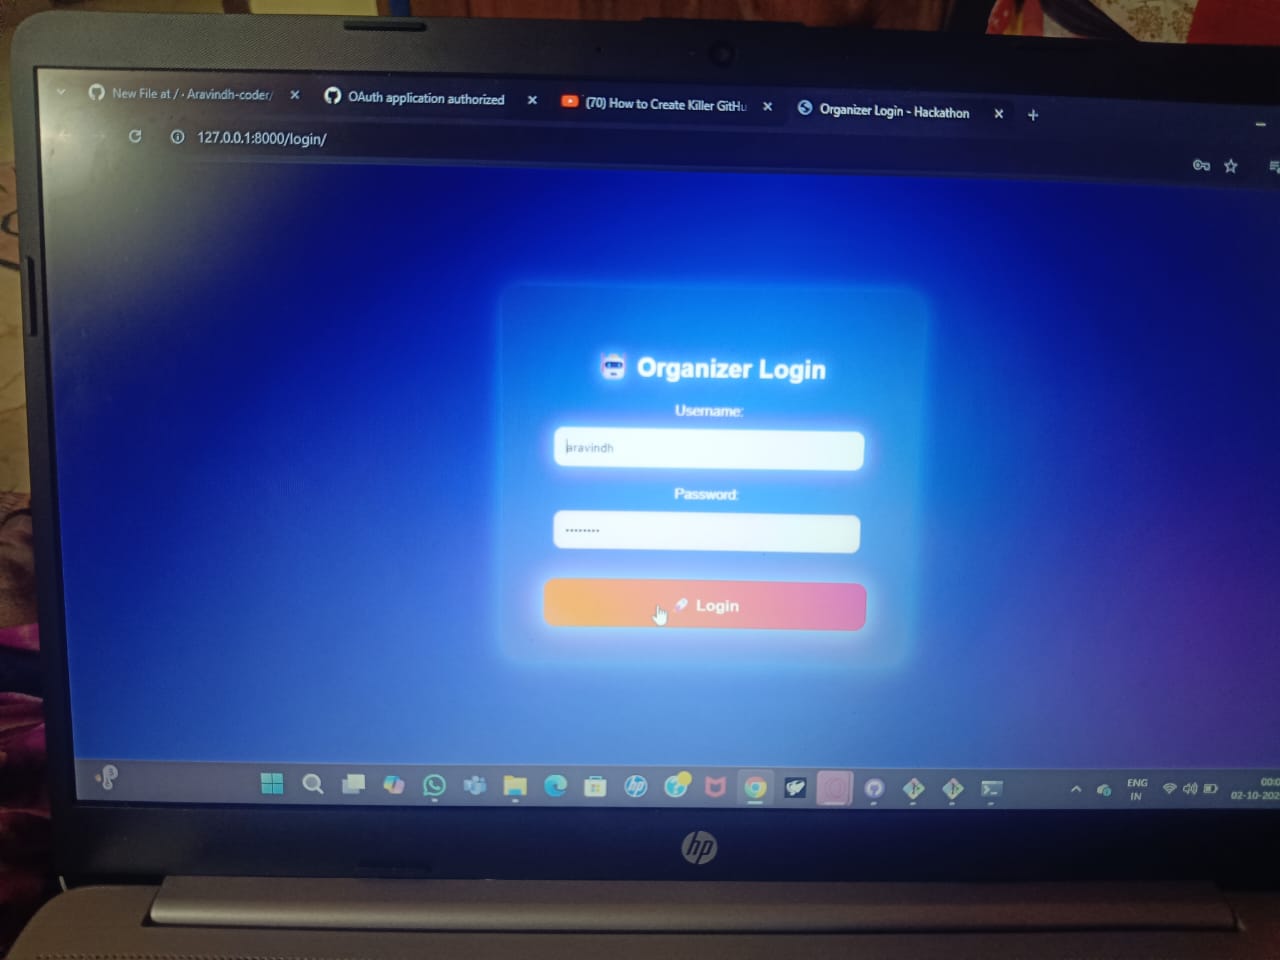 New File at / · Aravindh-coder/
OAuth application authorized
(70) How to Create Killer GitHu
Organizer Login - Hackathon
127.0.0.1:8000/login/
Organizer Login
Username:
aravindh
Password:
Login
ENG
IN
00:0
02-10-202
hp